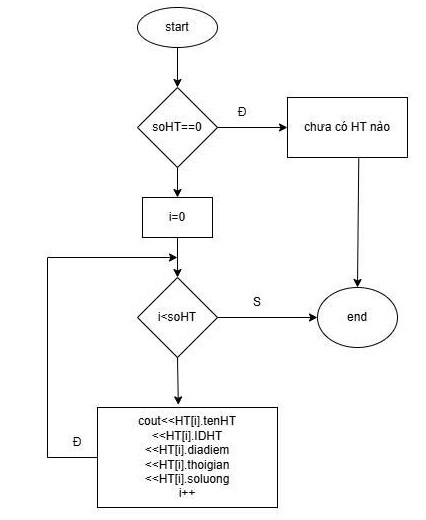 start
soHT==0
Đ
chưa có HT nào
i=0
i<soHT
S
end
cout<<HT[i].tenHT
<<HT[i].IDHT
<<HT[i].diadiem
<<HT[i].thoigian
<<HT[i].soluong
i++
Đ